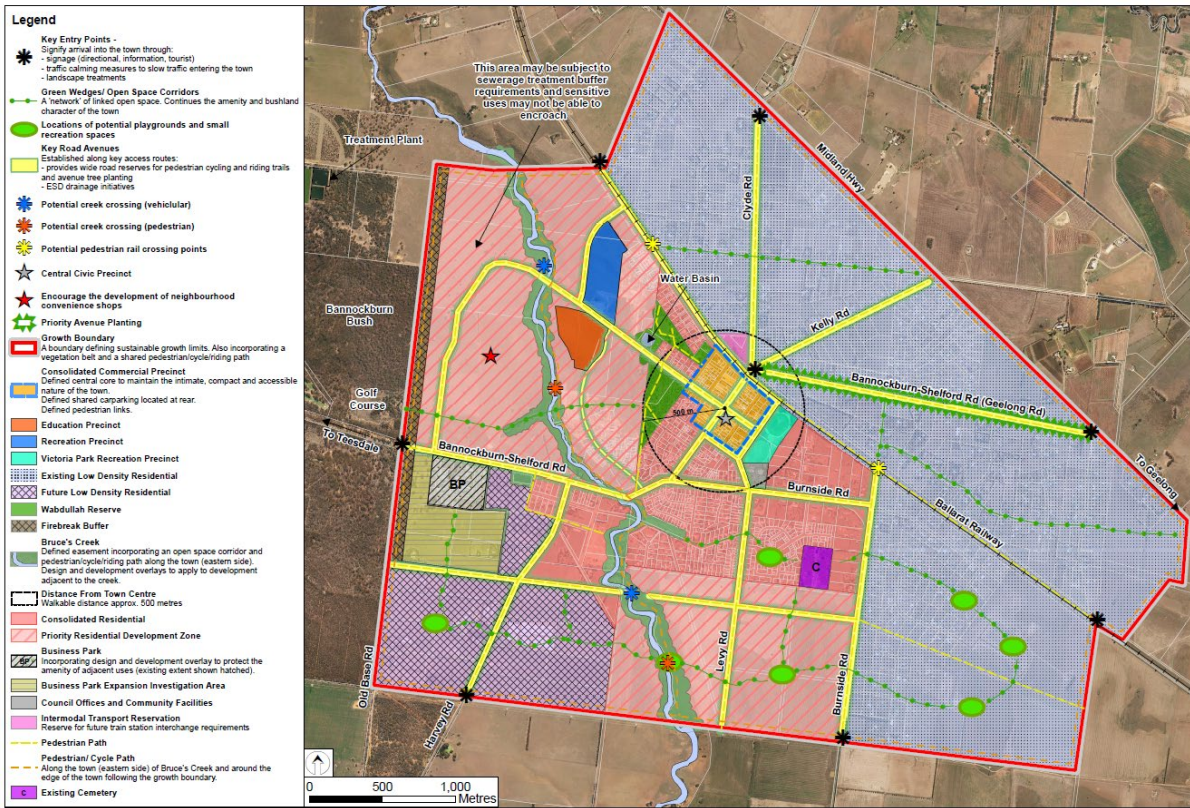 Legend
Key Entry Points -
Signify arrival into the town through:
- signage (directional, information, tourist)
- traffic calming measures to slow traffic entering the town
- landscape treatments
Green Wedges/ Open Space Corridors
A 'network' of linked open space. Continues the amenity and bushland
character of the town
Locations of potential playgrounds and small
recreation spaces
Key Road Avenues
Established along key access routes:
- provides wide road reserves for pedestrian cycling and riding trails
and avenue tree planting
- ESD drainage initiatives
Potential creek crossing (vehiclular)
Potential creek crossing (pedestrian)
Potential pedestrian rail crossing points
Central Civic Precinct
Encourage the development of neighbourhood
convenience shops
Priority Avenue Planting
Growth Boundary
A boundary defining sustainable growth limits. Also incorporating a
vegetation belt and a shared pedestrian/cycle/riding path
Consolidated Commercial Precinct
Defined central core to maintain the intimate, compact and accessible
nature of the town.
Defined shared carparking located at rear.
Defined pedestrian links.
Education Precinct
Recreation Precinct
Victoria Park Recreation Precinct
Existing Low Density Residential
Future Low Density Residential
Wabdullah Reserve
Firebreak Buffer
Bruce's Creek
Defined easement incorporating an open space corridor and
pedestrian/cycle/riding path along the town (eastern side).
Design and development overlays to apply to development
adjacent to the creek.
Distance From Town Centre
Walkable distance approx. 500 metres
Consolidated Residential
Priority Residential Development Zone
Business Park
BP
Incorporating design and development overlay to protect the
amenity of adjacent uses (existing extent shown hatched).
Business Park Expansion Investigation Area
Council Offices and Community Facilities
Intermodal Transport Reservation
Reserve for future train station interchange requirements
Pedestrian Path
Pedestrian/ Cycle Path
Along the town (eastern side) of Bruce's Creek and around the
edge of the town following the growth boundary.
C
Existing Cemetery
This area may be subject to
sewerage treatment buffer
requirements and sensitive
uses may not be able to
encroach
Treatment Plant
Midland Hwy
Clyde Rd
Water Basin
Bannockburn
Bush
Kelly Rd
Bannockburn-Shelford Rd (Geelong Rd)
Golf
Course
500 m
To Teesdale
Bannockburn-Shelford Rd
To Geelong
BP
Burnside Rd
Ballarat Railway
C
Old Base Rd
Harvey Rd
Levy Rd
Burnside Rd
0 500 1,000
Metres